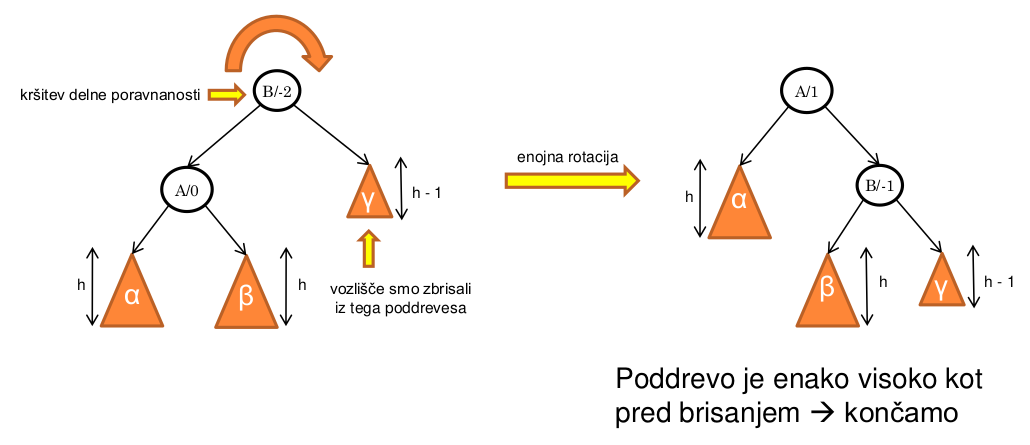 kršitev delne poravnanosti
B/-2
A/0
γ
h - 1
h
α
β
h
vozlišče smo zbrisali
iz tega poddrevesa
enojna rotacija
A/1
h
α
B/-1
β
h
γ
h - 1
Poddrevo je enako visoko kot
pred brisanjem → končamo